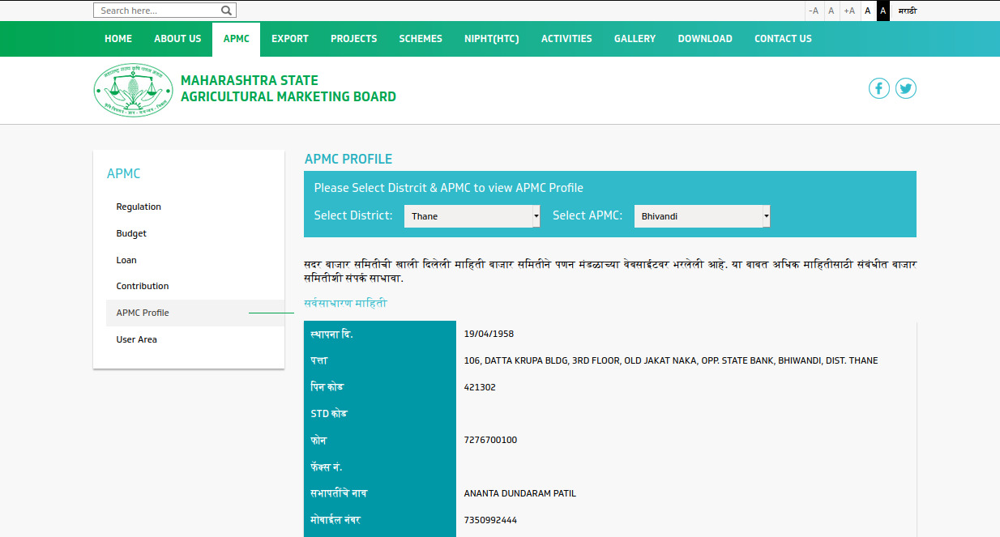 Search here...
-A A +A A A मराठी
HOME ABOUT US APMC EXPORT PROJECTS SCHEMES NIPHT(HTC) ACTIVITIES GALLERY DOWNLOAD CONTACT US
MAHARASHTRA STATE
AGRICULTURAL MARKETING BOARD
APMC
Regulation
Budget
Loan
Contribution
APMC Profile
User Area
APMC PROFILE
Please Select Distrcit & APMC to view APMC Profile
Select District: Thane Select APMC: Bhivandi
सदर बाजार समितीची खाली दिलेली माहिती बाजार समितीने पणन मंडळाच्या वेबसाईटवर भरलेली आहे. या बाबत अधिक माहितीसाठी संबंधीत बाजार
समितीशी संपर्क साधावा.
सर्वसाधारण माहिती
स्थापना दि. 19/04/1958
पत्ता 106, DATTA KRUPA BLDG, 3RD FLOOR, OLD JAKAT NAKA, OPP. STATE BANK, BHIWANDI, DIST. THANE
पिन कोड 421302
STD कोड
फोन 7276700100
फॅक्स नं.
सभापतींचे नाव ANANTA DUNDARAM PATIL
मोबाईल नंबर 7350992444